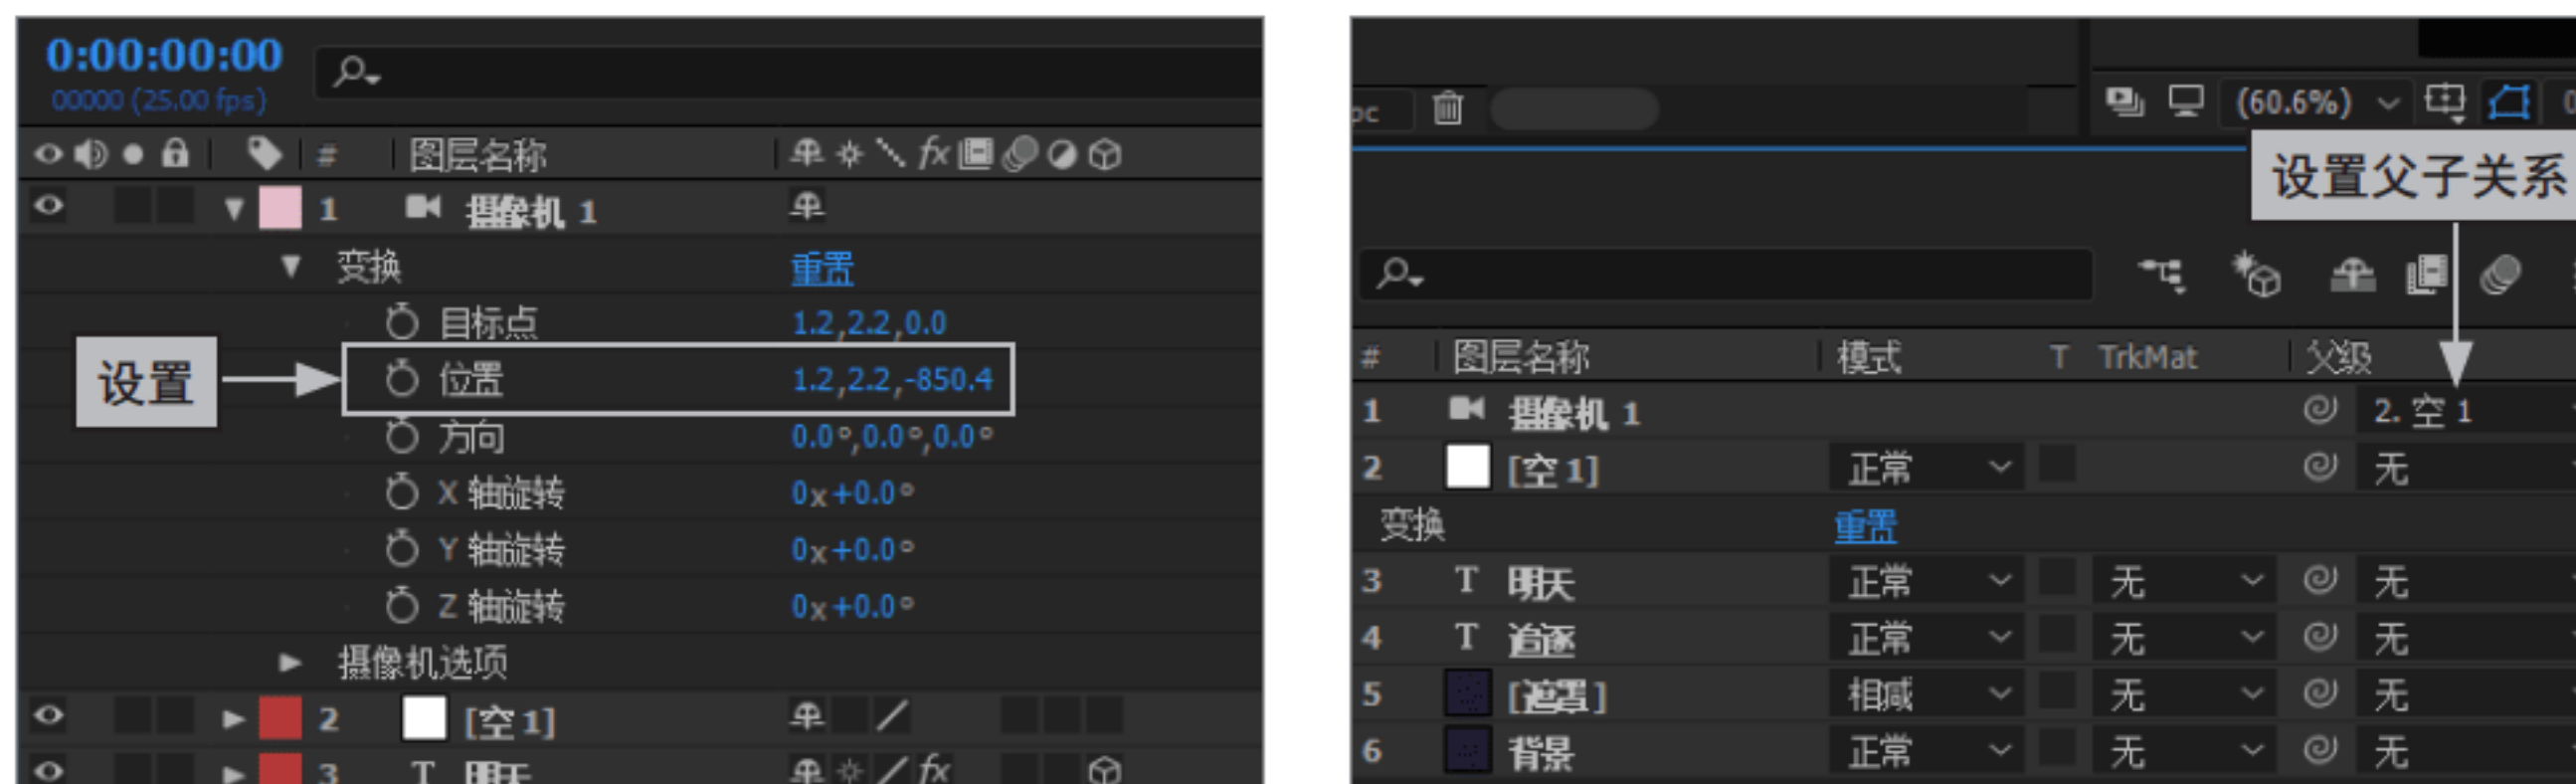 0:00:00:00
00000 (25.00 fps)
# 图层名称 fx
1 摄像机 1
变换 重置
目标点 1.2,2.2,0.0
设置 位置 1.2,2.2,-850.4
方向 0.0°,0.0°,0.0°
X 轴旋转 0x+0.0°
Y 轴旋转 0x+0.0°
Z 轴旋转 0x+0.0°
摄像机选项
2 [空 1]
3 T 明天 fx
(60.6%)
设置父子关系
# 图层名称 模式 T TrkMat 父级
1 摄像机 1 2. 空 1
2 [空 1] 正常 无
变换 重置
3 T 明天 正常 无 无
4 T 追逐 正常 无 无
5 [遮罩] 相减 无 无
6 背景 正常 无 无